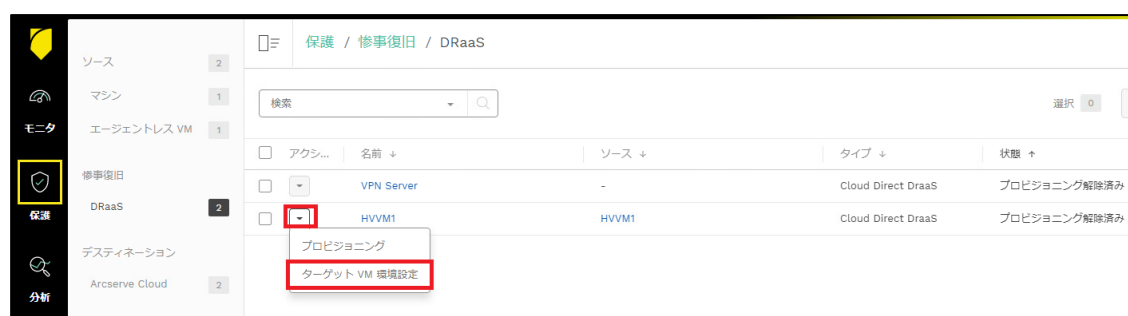 保護 / 惨事復旧 / DRaaS
ソース 2
マシン 1
エージェントレス VM 1
惨事復旧
DRaaS 2
デスティネーション
Arcserve Cloud 2
モニタ
保護
分析
検索
選択 0
アクシ... 名前 ↓ ソース ↓ タイプ ↓ 状態 ↑
VPN Server - Cloud Direct DraaS プロビジョニング解除済み
HVVM1 HVVM1 Cloud Direct DraaS プロビジョニング解除済み
プロビジョニング
ターゲット VM 環境設定